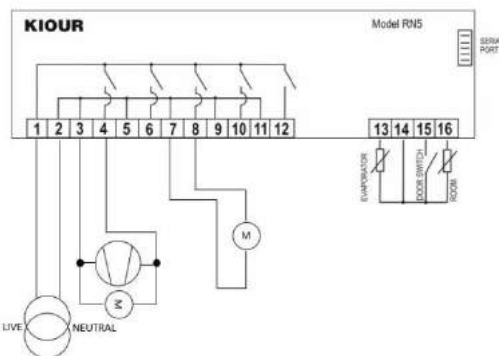 KIOUR
Model RN5
SERIA
PORT
1 2 3 4 5 6 7 8 9 10 11 12
13 14 15 16
EVAPORATOR
DOOR SWITCH
ROOM
M
M
LIVE
NEUTRAL